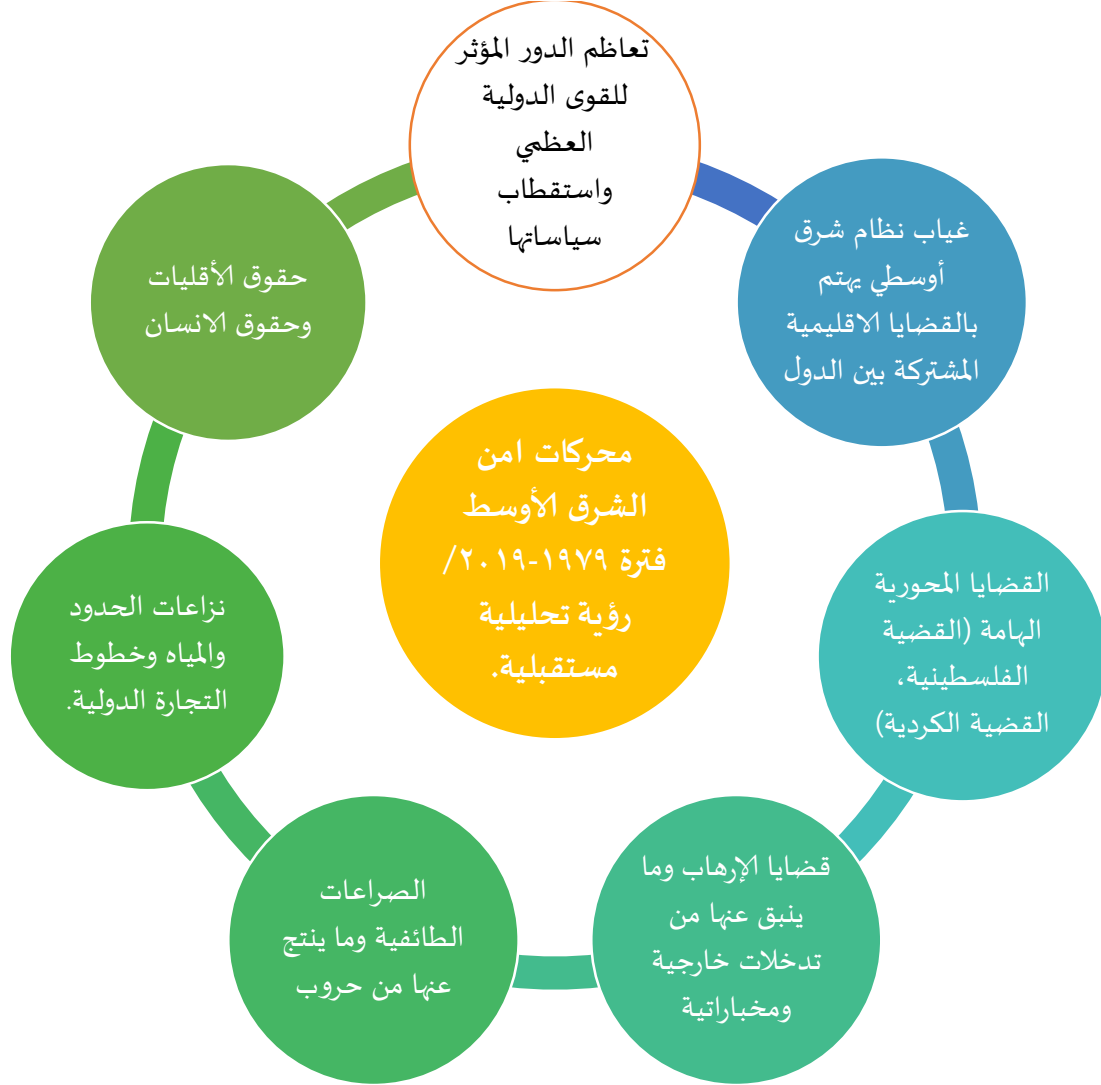 تعاظم الدور المؤثر
للقوى الدولية
العظمي
واستقطاب
سياساتها
غياب نظام شرق
أوسطي يهتم
بالقضايا الاقليمية
المشتركة بين الدول
القضايا المحورية
الهامة (القضية
الفلسطينية،
القضية الكردية)
قضايا الإرهاب وما
ينبق عنها من
تدخلات خارجية
ومخباراتية
الصراعات
الطائفية وما ينتج
عنها من حروب
نزاعات الحدود
والمياه وخطوط
التجارة الدولية.
حقوق الأقليات
وحقوق الانسان
محركات امن
الشرق الأوسط
فترة ١٩٧٩-٢٠١٩/
رؤية تحليلية
مستقبلية.